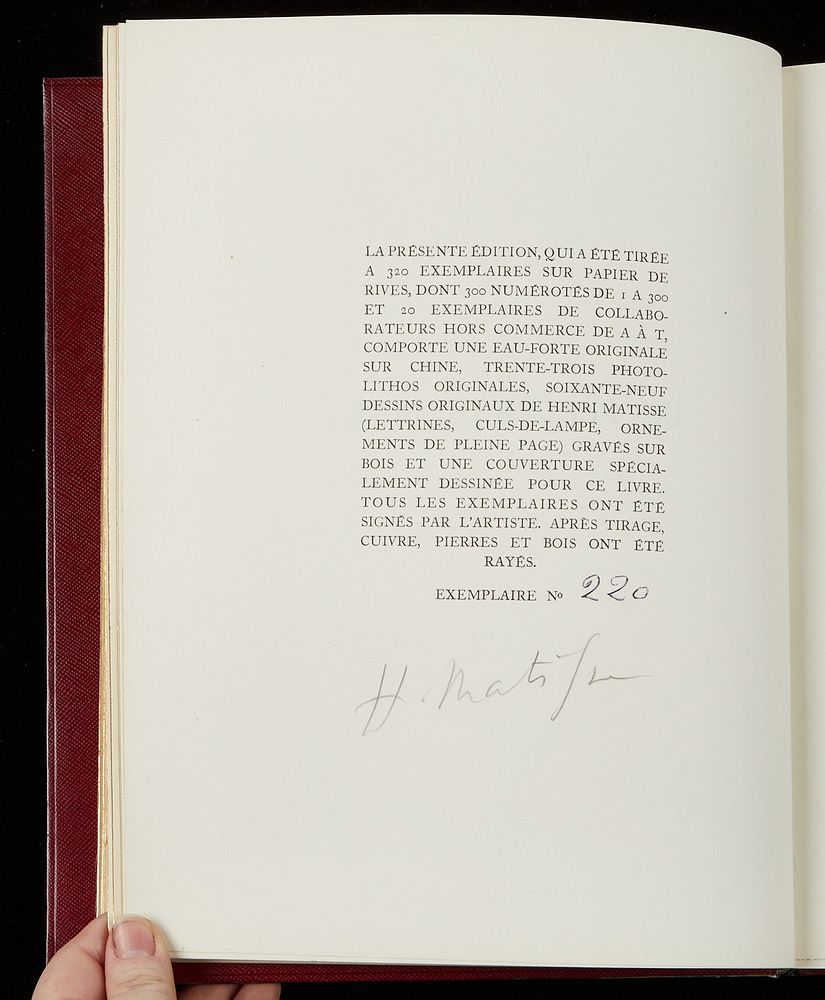 LA PRÉSENTE ÉDITION, QUI A ÉTÉ TIRÉE
A 320 EXEMPLAIRES SUR PAPIER DE
RIVES, DONT 300 NUMÉROTÉS DE 1 A 300
ET 20 EXEMPLAIRES DE COLLABO-
RATEURS HORS COMMERCE DE A À T,
COMPORTE UNE EAU-FORTE ORIGINALE
SUR CHINE, TRENTE-TROIS PHOTO-
LITHOS ORIGINALES, SOIXANTE-NEUF
DESSINS ORIGINAUX DE HENRI MATISSE
(LETTRINES, CULS-DE-LAMPE, ORNE-
MENTS DE PLEINE PAGE) GRAVÉS SUR
BOIS ET UNE COUVERTURE SPÉCIA-
LEMENT DESSINÉE POUR CE LIVRE.
TOUS LES EXEMPLAIRES ONT ÉTÉ
SIGNÉS PAR L'ARTISTE. APRÈS TIRAGE,
CUIVRE, PIERRES ET BOIS ONT ÉTÉ
RAYÉS.
EXEMPLAIRE No 220
H. Matisse